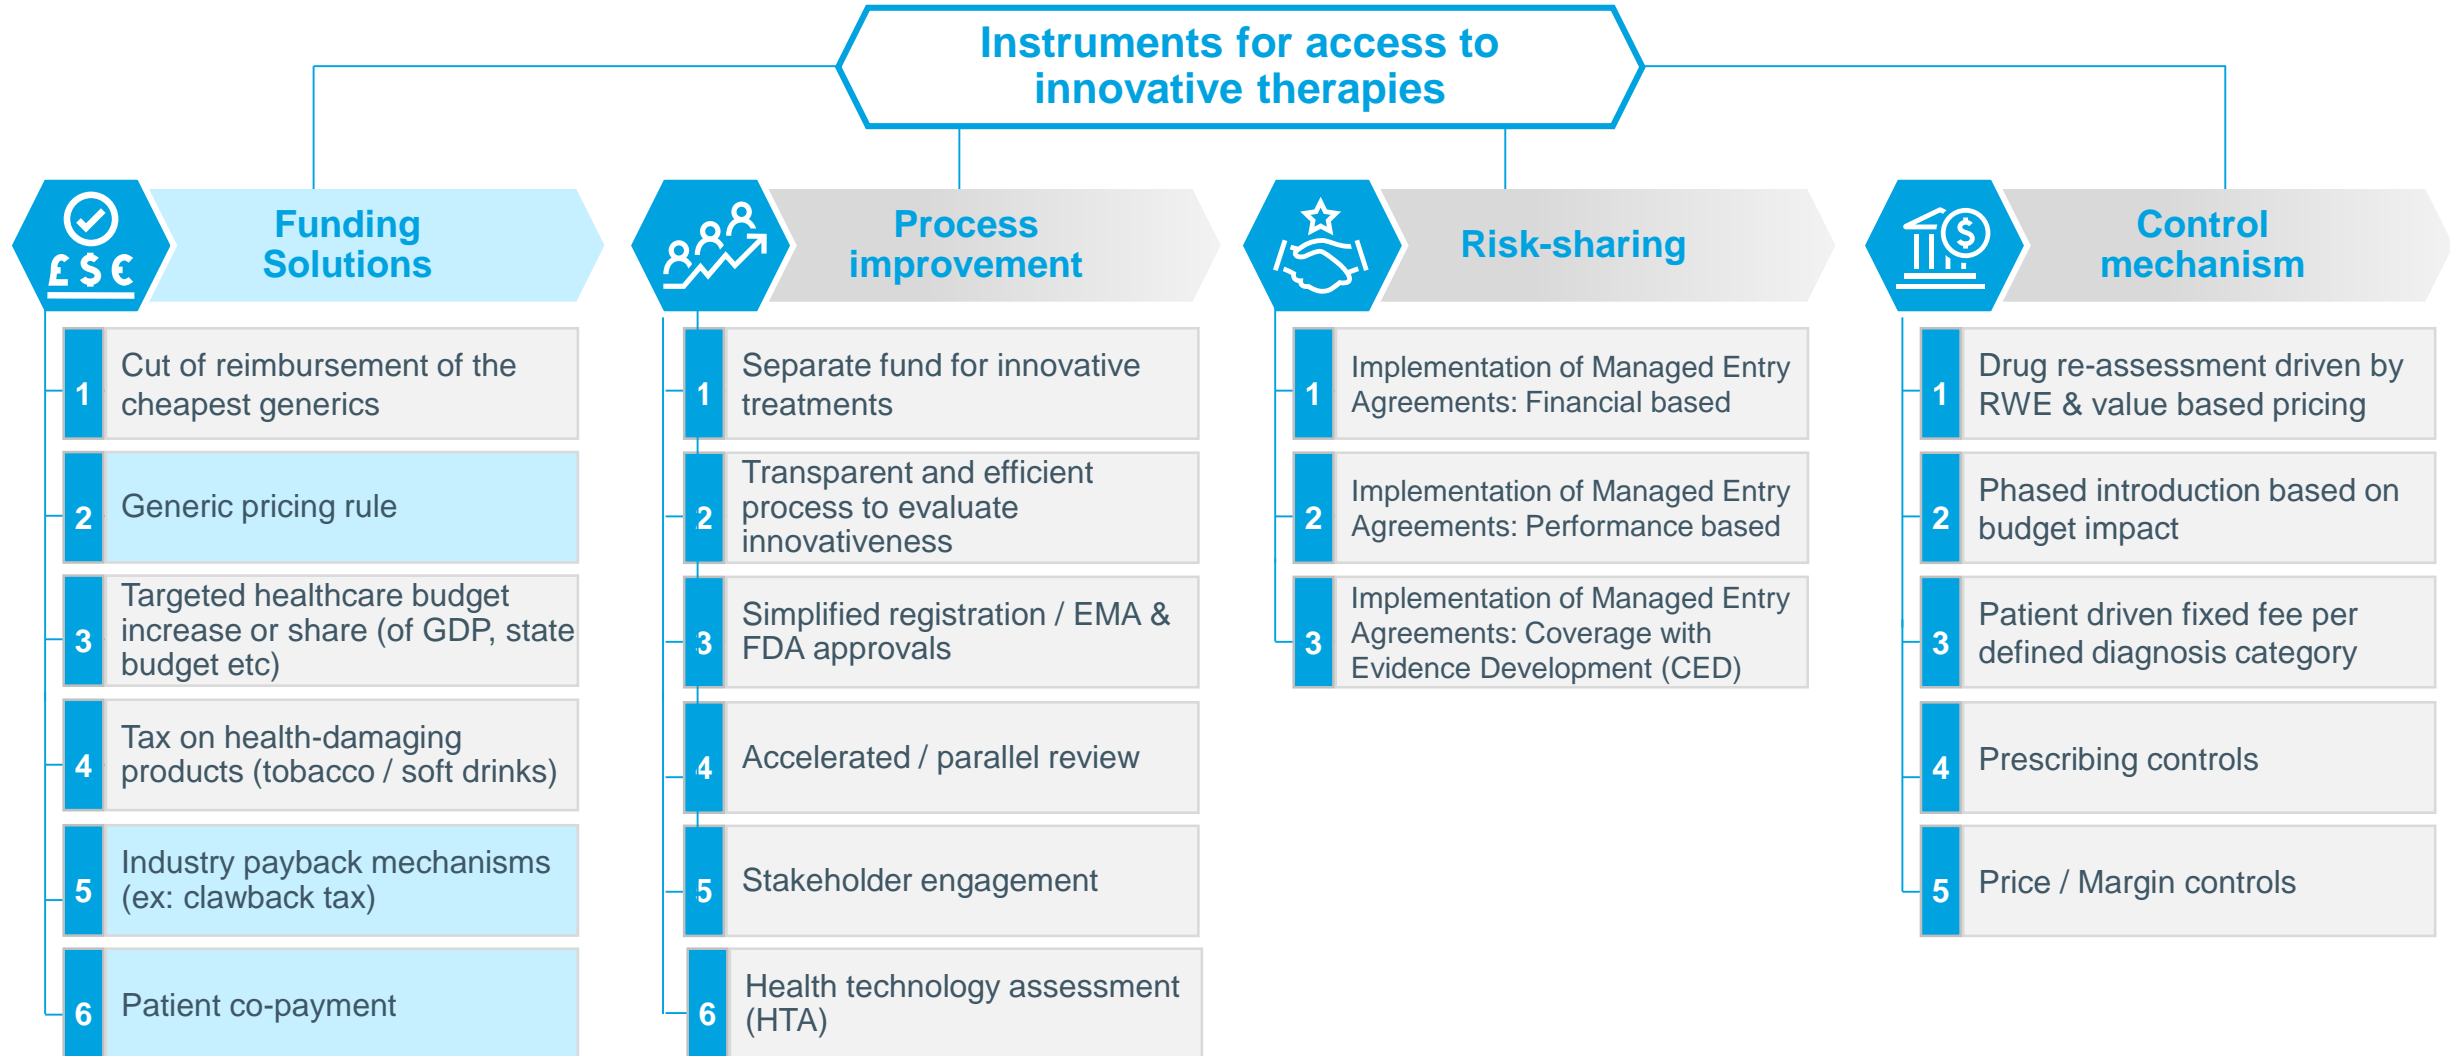 Instruments for access to
innovative therapies
£ $ €
Funding
Solutions
1
Cut of reimbursement of the
cheapest generics
2
Generic pricing rule
3
Targeted healthcare budget
increase or share (of GDP, state
budget etc)
4
Tax on health-damaging
products (tobacco / soft drinks)
5
Industry payback mechanisms
(ex: clawback tax)
6
Patient co-payment
Process
improvement
1
Separate fund for innovative
treatments
2
Transparent and efficient
process to evaluate
innovativeness
3
Simplified registration / EMA &
FDA approvals
4
Accelerated / parallel review
5
Stakeholder engagement
6
Health technology assessment
(HTA)
Risk-sharing
1
Implementation of Managed Entry
Agreements: Financial based
2
Implementation of Managed Entry
Agreements: Performance based
3
Implementation of Managed Entry
Agreements: Coverage with
Evidence Development (CED)
$
Control
mechanism
1
Drug re-assessment driven by
RWE & value based pricing
2
Phased introduction based on
budget impact
3
Patient driven fixed fee per
defined diagnosis category
4
Prescribing controls
5
Price / Margin controls